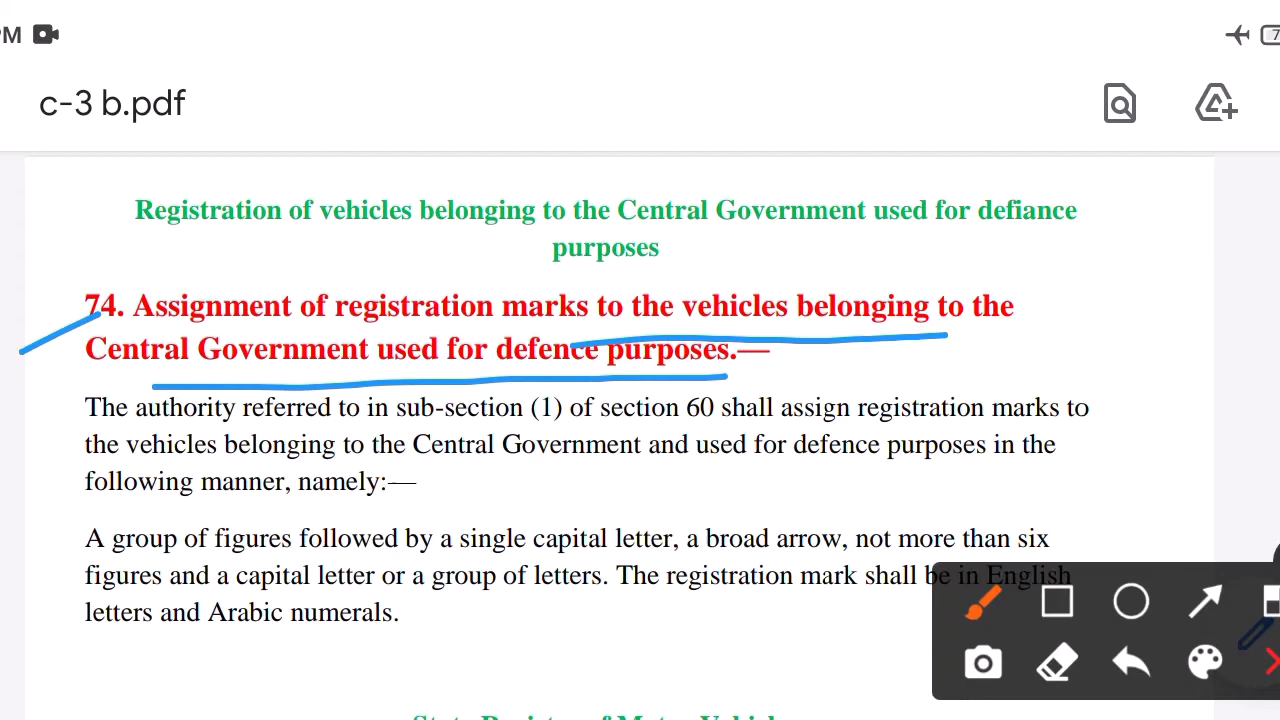 PM
7
c-3 b.pdf
Registration of vehicles belonging to the Central Government used for defiance
purposes
74. Assignment of registration marks to the vehicles belonging to the
Central Government used for defence purposes.—
The authority referred to in sub-section (1) of section 60 shall assign registration marks to
the vehicles belonging to the Central Government and used for defence purposes in the
following manner, namely:—
A group of figures followed by a single capital letter, a broad arrow, not more than six
figures and a capital letter or a group of letters. The registration mark shall be in English
letters and Arabic numerals.